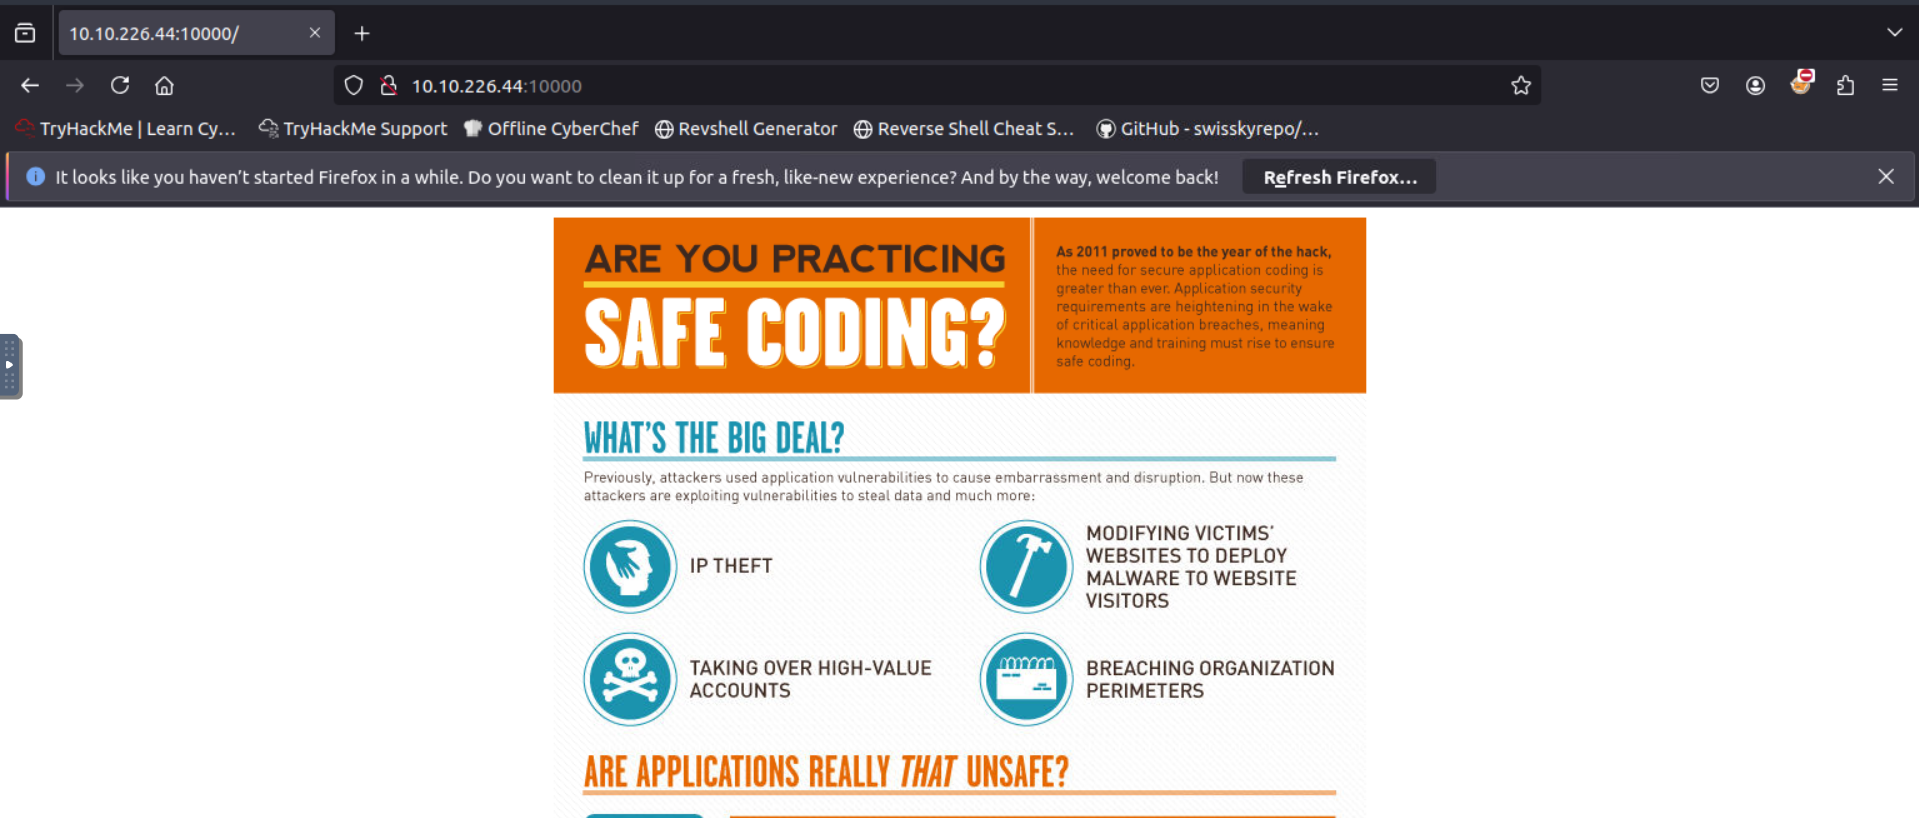 10.10.226.44:10000/
10.10.226.44:10000
TryHackMe | Learn Cy... TryHackMe Support Offline CyberChef Revshell Generator Reverse Shell Cheat S... GitHub - swisskyrepo/...
It looks like you haven't started Firefox in a while. Do you want to clean it up for a fresh, like-new experience? And by the way, welcome back! Refresh Firefox...
ARE YOU PRACTICING
SAFE CODING?
As 2011 proved to be the year of the hack,
the need for secure application coding is
greater than ever. Application security
requirements are heightening in the wake
of critical application breaches, meaning
knowledge and training must rise to ensure
safe coding.
WHAT'S THE BIG DEAL?
Previously, attackers used application vulnerabilities to cause embarrassment and disruption. But now these
attackers are exploiting vulnerabilities to steal data and much more:
IP THEFT
MODIFYING VICTIMS'
WEBSITES TO DEPLOY
MALWARE TO WEBSITE
VISITORS
TAKING OVER HIGH-VALUE
ACCOUNTS
BREACHING ORGANIZATION
PERIMETERS
ARE APPLICATIONS REALLY THAT UNSAFE?